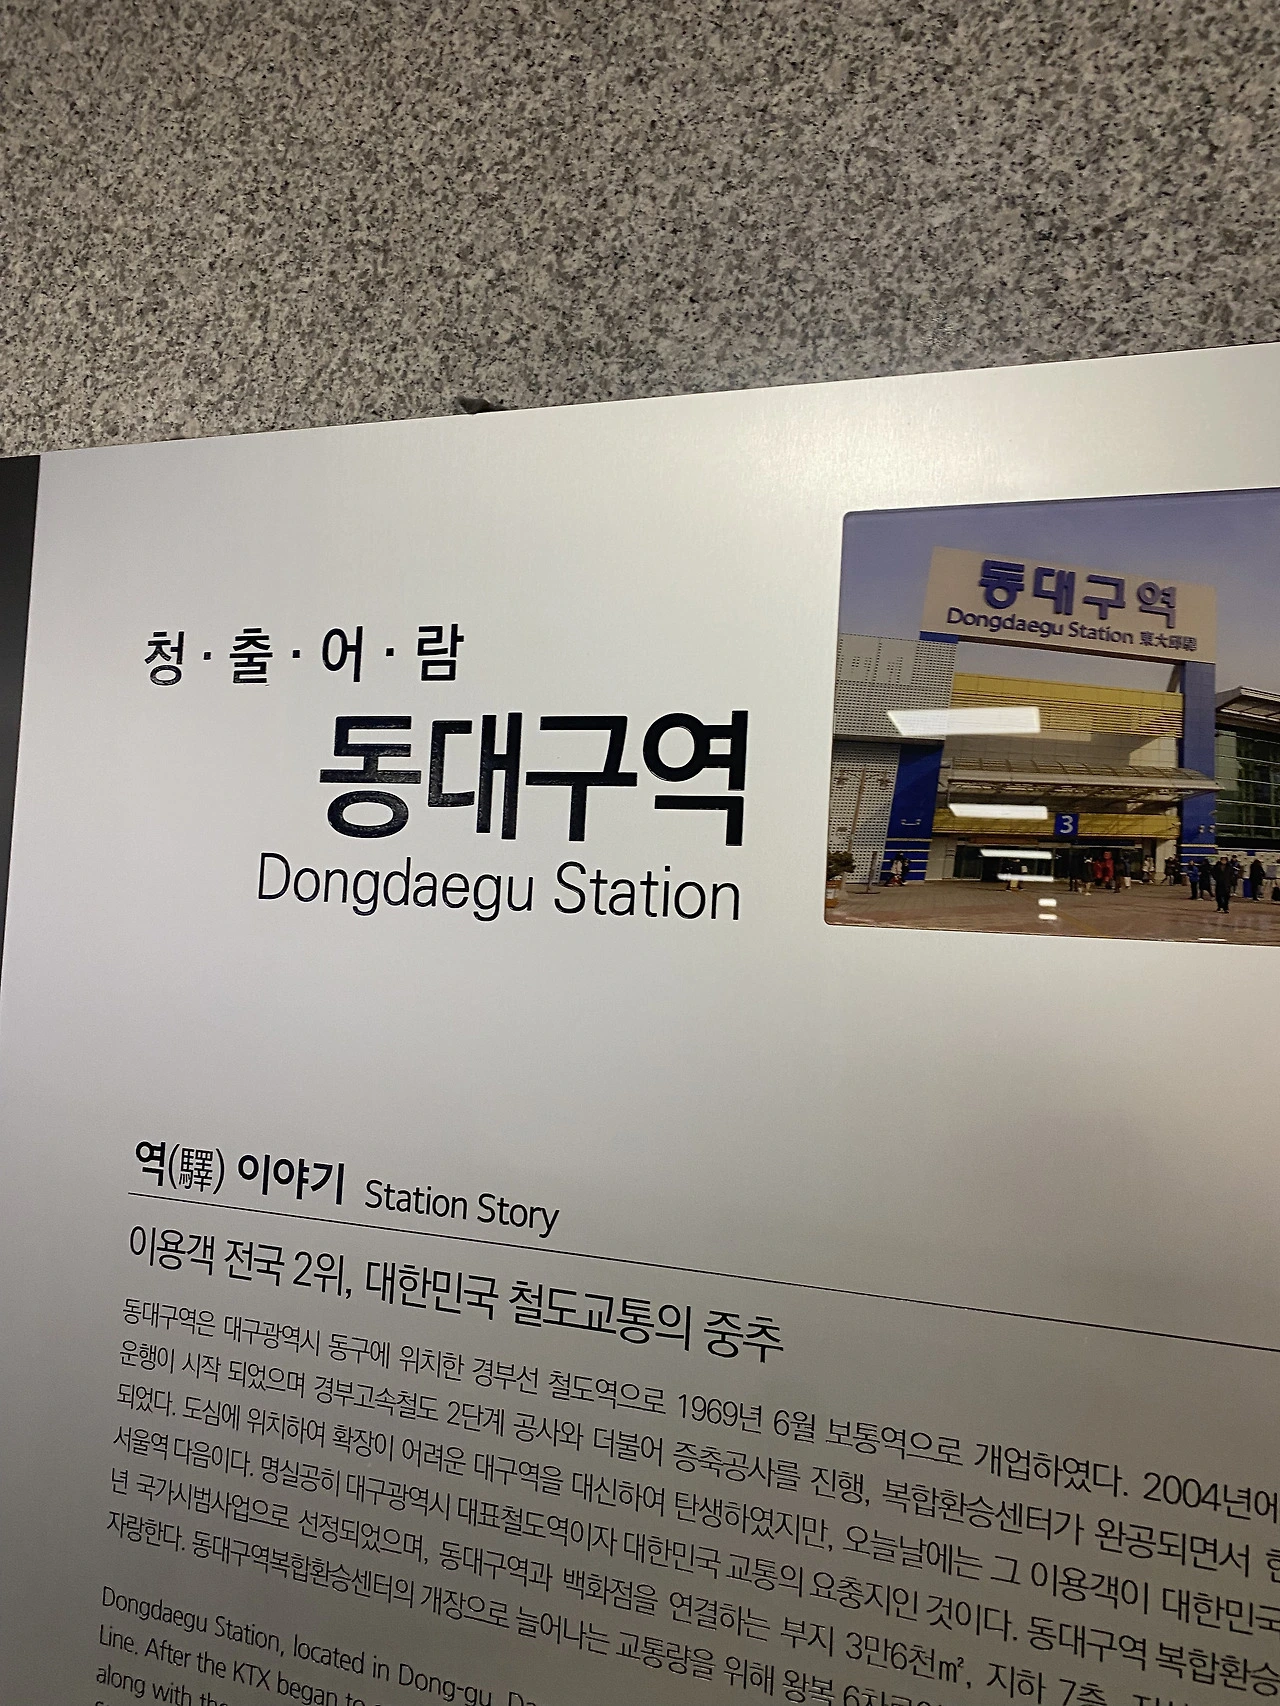 청·출·어·람
동대구역
Dongdaegu Station
동대구역
Dongdaegu Station 東大邱驛
3
역(驛) 이야기 Station Story
이용객 전국 2위, 대한민국 철도교통의 중추
동대구역은 대구광역시 동구에 위치한 경부선 철도역으로 1969년 6월 보통역으로 개업하였다. 2004년에
운행이 시작 되었으며 경부고속철도 2단계 공사와 더불어 증축공사를 진행, 복합환승센터가 완공되면서
되었다. 도심에 위치하여 확장이 어려운 대구역을 대신하여 탄생하였지만, 오늘날에는 그 이용객이 대한민국
서울역 다음이다. 명실공히 대구광역시 대표철도역이자 대한민국 교통의 요충지인 것이다. 동대구역 복합환승
년 국가시범사업으로 선정되었으며, 동대구역과 백화점을 연결하는 부지 3만6천㎡, 지하 7층,
자랑한다. 동대구역복합환승센터의 개장으로 늘어나는 교통량을 위해 왕복
Dongdaegu Station, located in Dong-gu,
Line. After the KTX began to
along with the